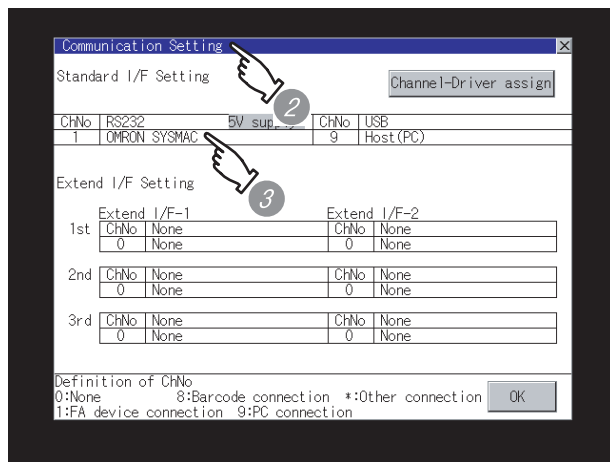 Communication Setting
Standard I/F Setting
Channel-Driver assign
ChNo RS232 5V ChNo USB
1 OMRON SYSMAC 9 Host(PC)
2
3
Extend I/F Setting
Extend I/F-1 Extend I/F-2
1st ChNo None ChNo None
0 None 0 None
2nd ChNo None ChNo None
0 None 0 None
3rd ChNo None ChNo None
0 None 0 None
Definition of ChNo
0:None 8:Barcode connection *:Other connection OK
1:FA device connection 9:PC connection